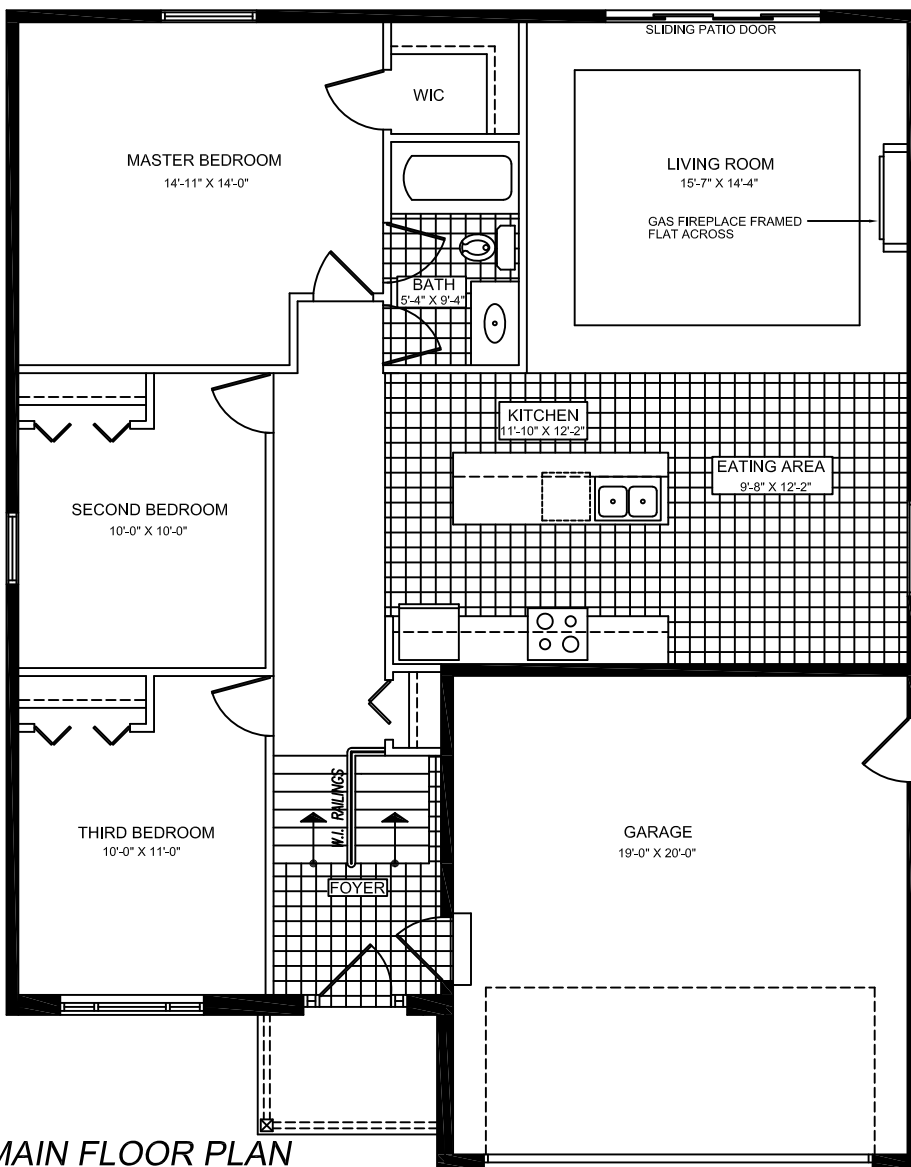 SLIDING PATIO DOOR
WIC
MASTER BEDROOM
14'-11" X 14'-0"
LIVING ROOM
15'-7" X 14'-4"
GAS FIREPLACE FRAMED
FLAT ACROSS
BATH
5'-4" X 9'-4"
KITCHEN
11'-10" X 12'-2"
EATING AREA
9'-8" X 12'-2"
SECOND BEDROOM
10'-0" X 10'-0"
W.I. RAILINGS
THIRD BEDROOM
10'-0" X 11'-0"
GARAGE
19'-0" X 20'-0"
FOYER
MAIN FLOOR PLAN